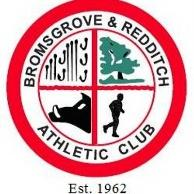 BROMSGROVE & REDDITCH
ATHLETIC CLUB
Est. 1962